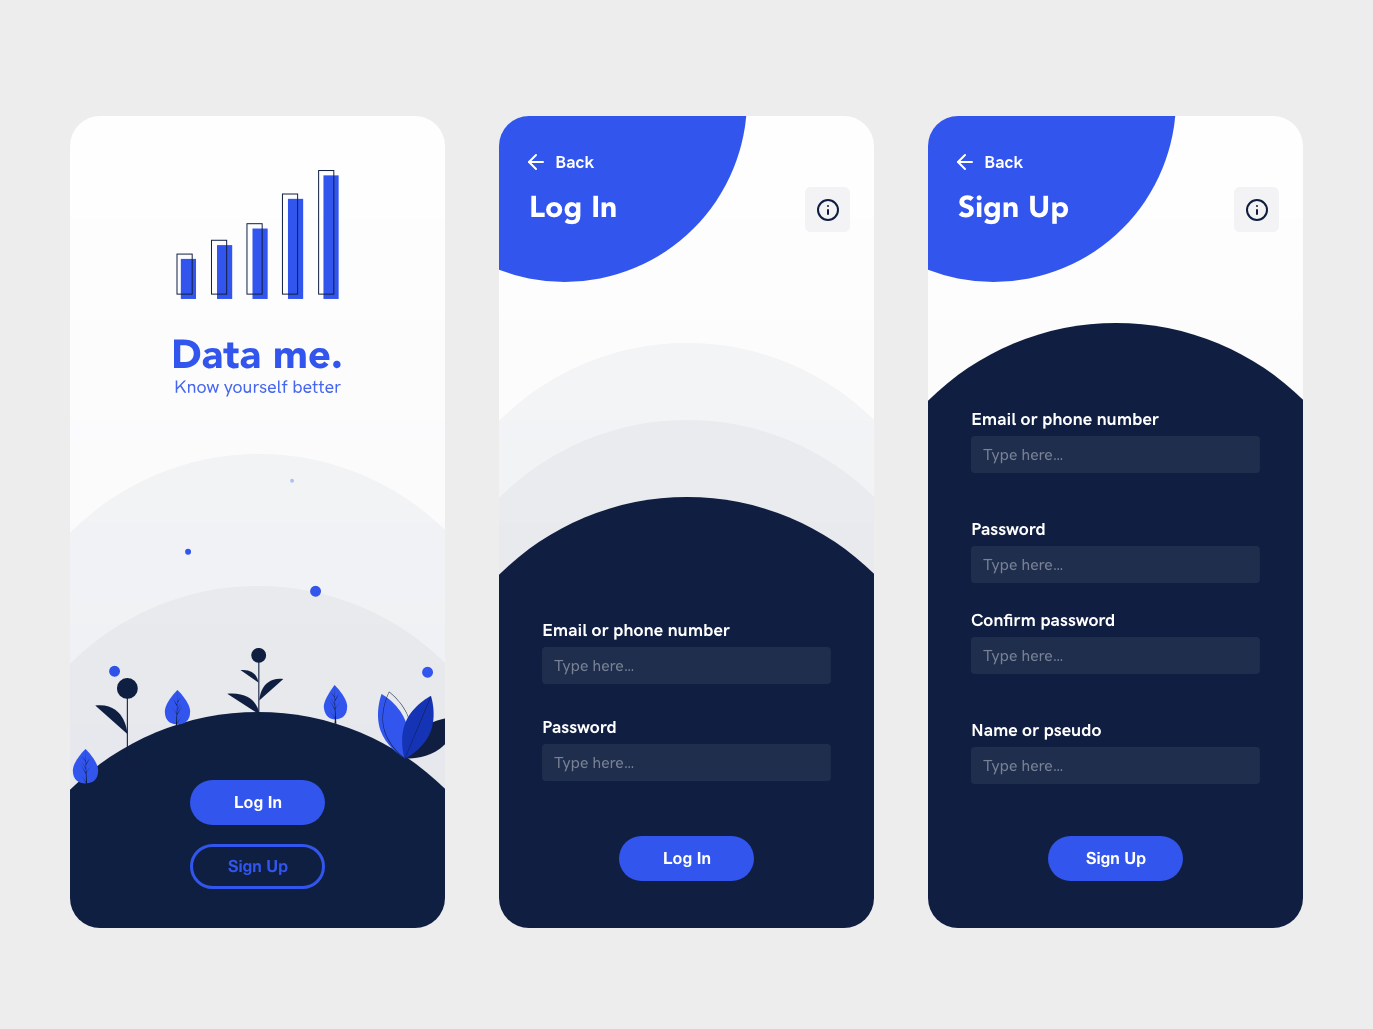 Data me.
Know yourself better
Log In
Sign Up
Back
Log In
Email or phone number
Type here...
Password
Type here...
Log In
Back
Sign Up
Email or phone number
Type here...
Password
Type here...
Confirm password
Type here...
Name or pseudo
Type here...
Sign Up